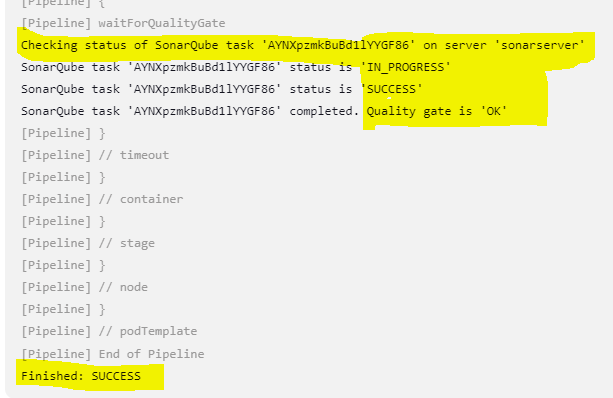 [Pipeline] {
[Pipeline] waitForQualityGate
Checking status of SonarQube task 'AYNXpzmkBuBd1lYYGF86' on server 'sonarserver'
SonarQube task 'AYNXpzmkBuBd1lYYGF86' status is 'IN_PROGRESS'
SonarQube task 'AYNXpzmkBuBd1lYYGF86' status is 'SUCCESS'
SonarQube task 'AYNXpzmkBuBd1lYYGF86' completed. Quality gate is 'OK'
[Pipeline] }
[Pipeline] // timeout
[Pipeline] }
[Pipeline] // container
[Pipeline] }
[Pipeline] // stage
[Pipeline] }
[Pipeline] // node
[Pipeline] }
[Pipeline] // podTemplate
[Pipeline] End of Pipeline
Finished: SUCCESS